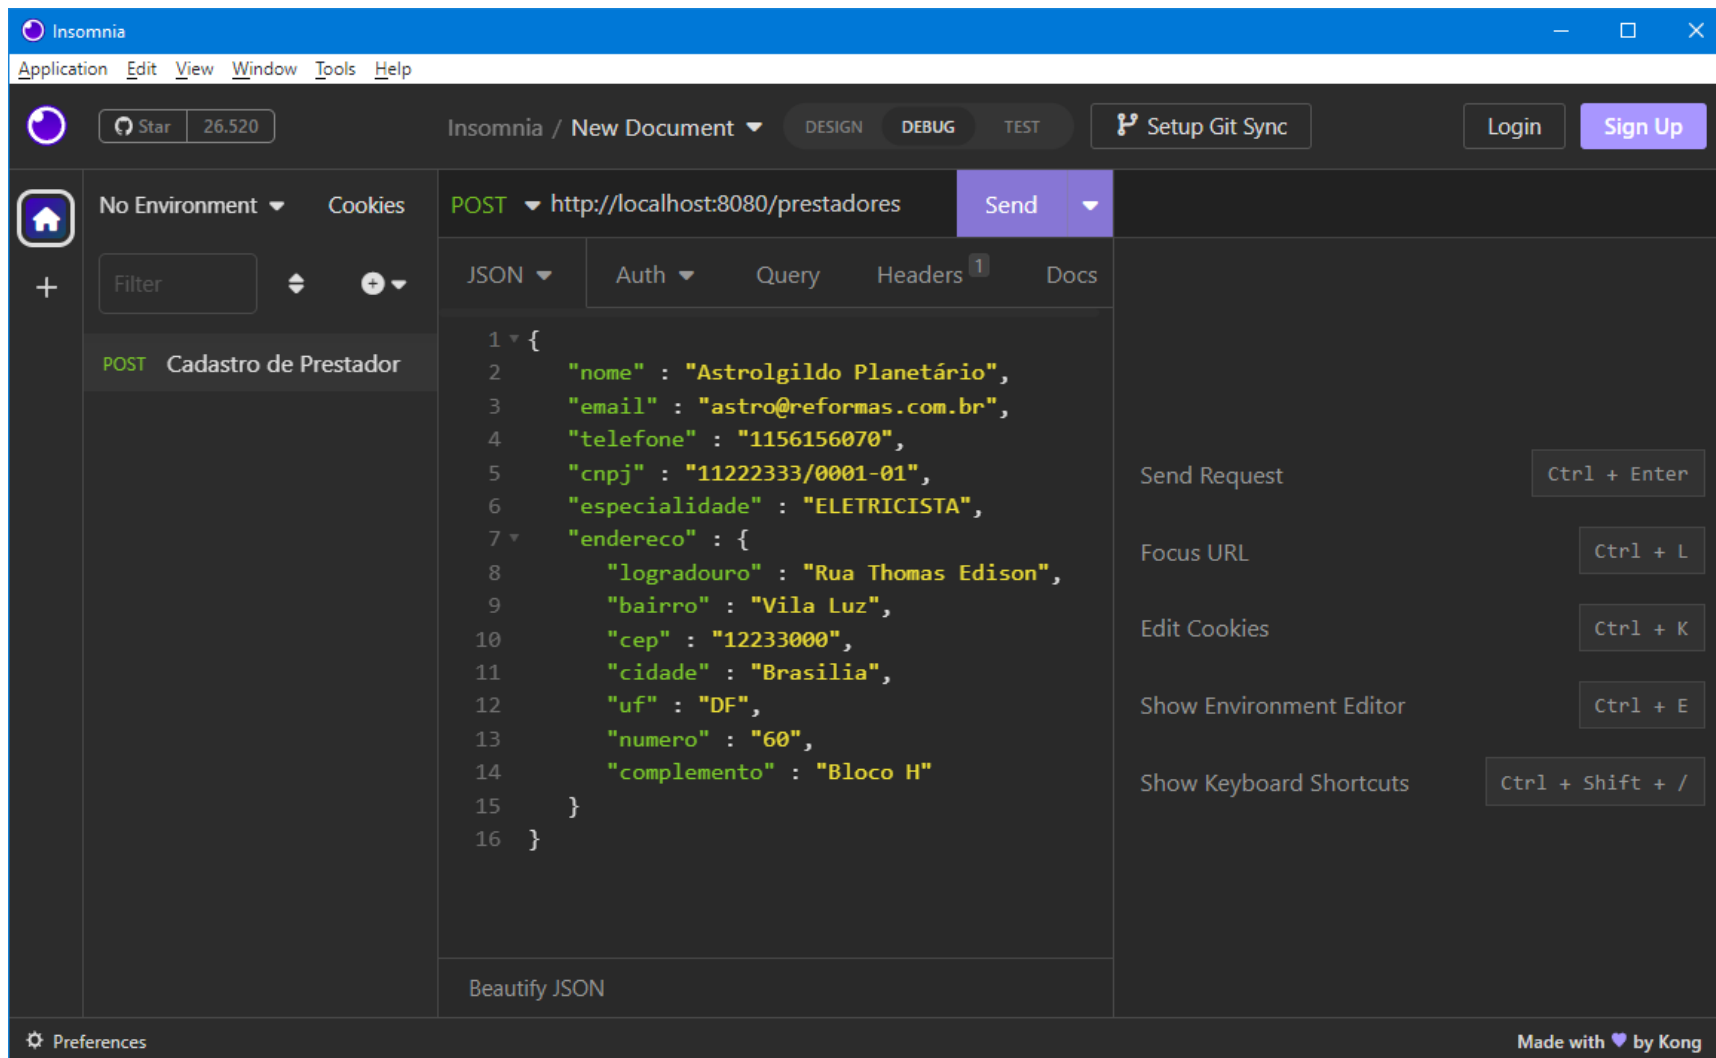 Insomnia
Application Edit View Window Tools Help
Star 26.520
Insomnia / New Document
DESIGN DEBUG TEST
Setup Git Sync
Login
Sign Up
No Environment
Cookies
Filter
POST Cadastro de Prestador
POST http://localhost:8080/prestadores
Send
JSON Auth Query Headers 1 Docs
1 {
2 "nome" : "Astrolgildo Planetário",
3 "email" : "astro@reformas.com.br",
4 "telefone" : "1156156070",
5 "cnpj" : "11222333/0001-01",
6 "especialidade" : "ELETRICISTA",
7 "endereco" : {
8 "logradouro" : "Rua Thomas Edison",
9 "bairro" : "Vila Luz",
10 "cep" : "12233000",
11 "cidade" : "Brasilia",
12 "uf" : "DF",
13 "numero" : "60",
14 "complemento" : "Bloco H"
15 }
16 }
Beautify JSON
Send Request Ctrl + Enter
Focus URL Ctrl + L
Edit Cookies Ctrl + K
Show Environment Editor Ctrl + E
Show Keyboard Shortcuts Ctrl + Shift + /
Preferences
Made with 💜 by Kong